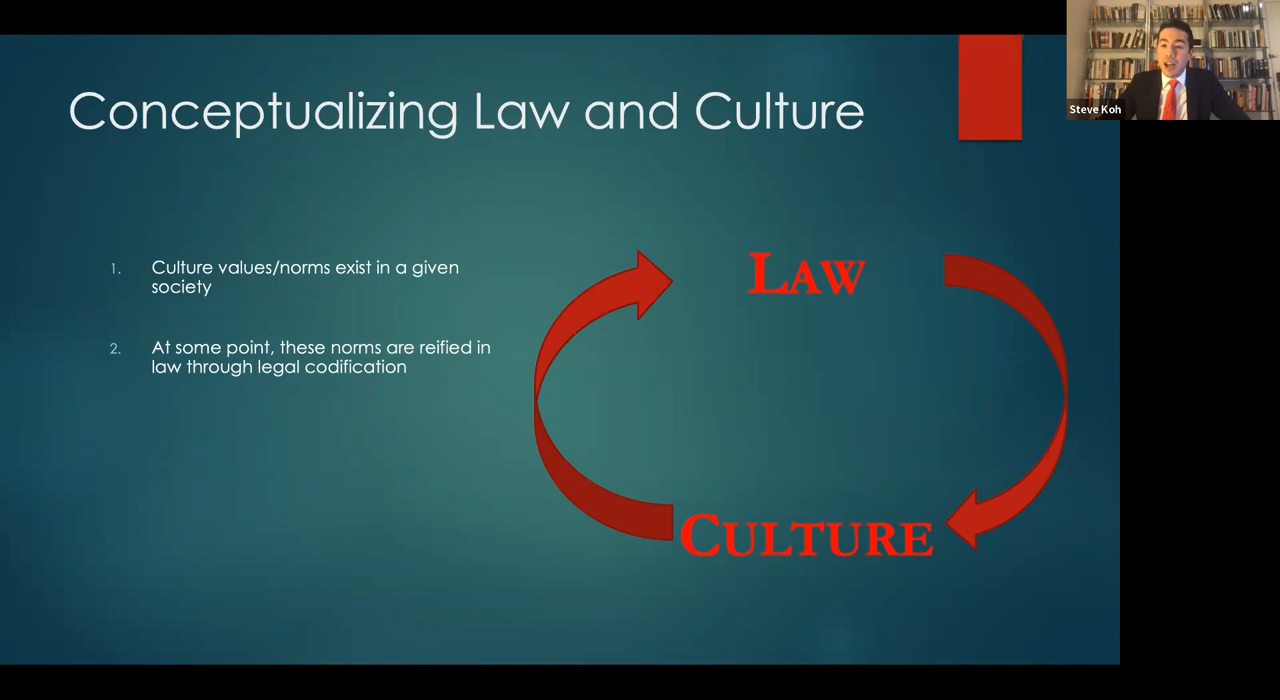 Conceptualizing Law and Culture
Steve Koh
1. Culture values/norms exist in a given
society
2. At some point, these norms are reified in
law through legal codification
LAW
CULTURE